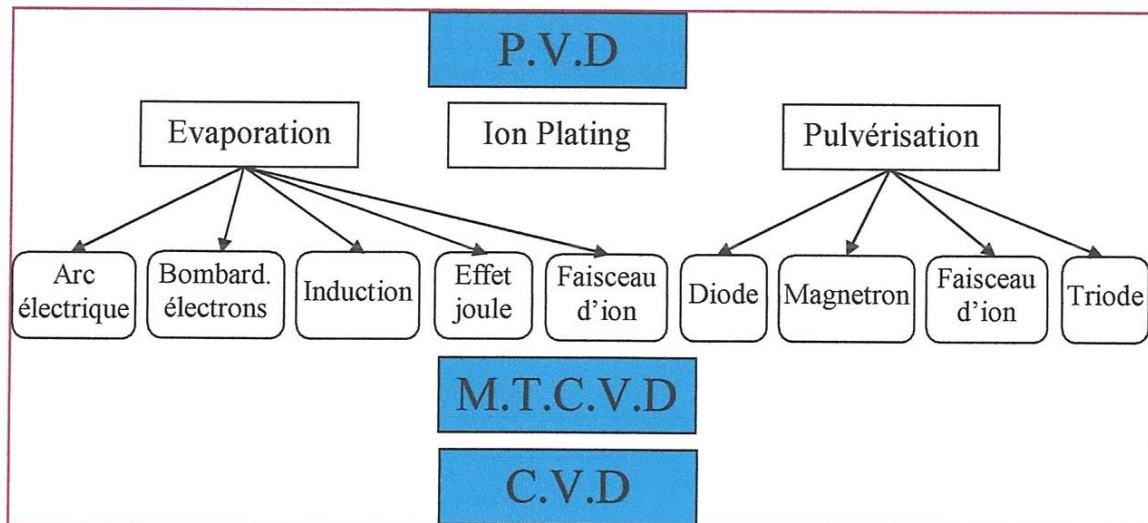 P.V.D
Evaporation
Ion Plating
Pulvérisation
Arc
électrique
Bombard.
électrons
Induction
Effet
joule
Faisceau
d'ion
Diode
Magnetron
Faisceau
d'ion
Triode
M.T.C.V.D
C.V.D